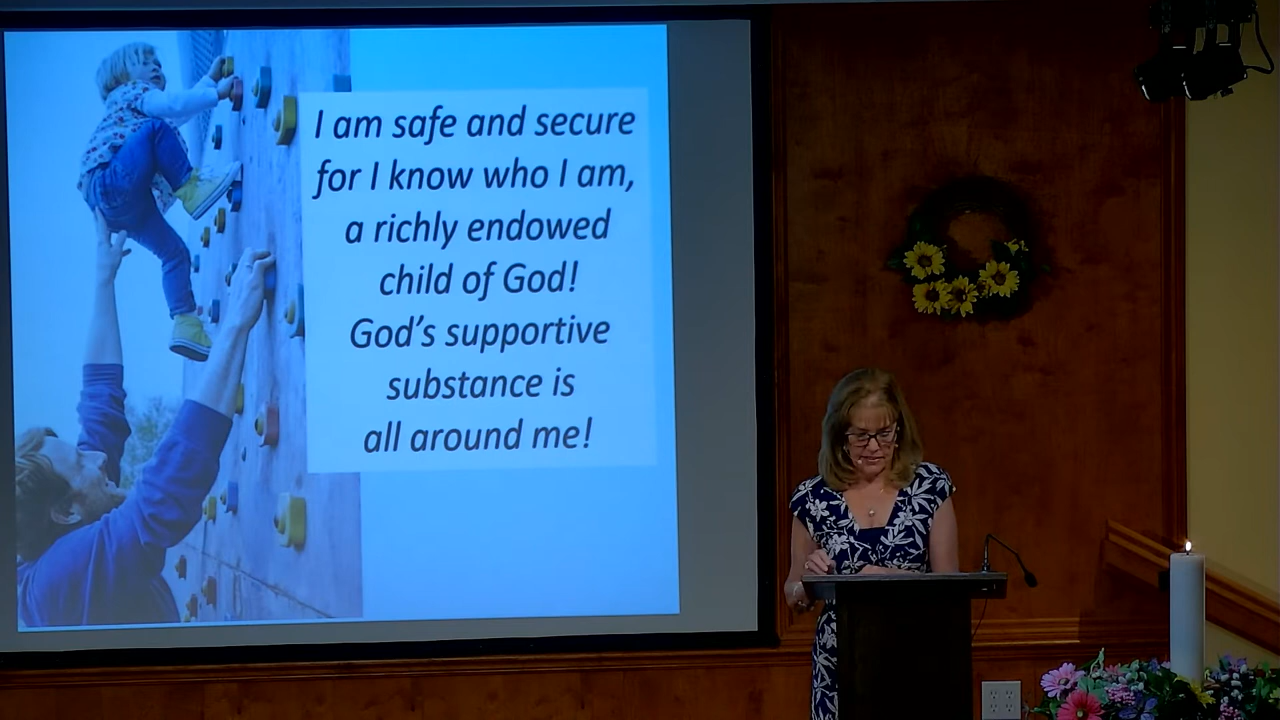 I am safe and secure
for I know who I am,
a richly endowed
child of God!
God's supportive
substance is
all around me!